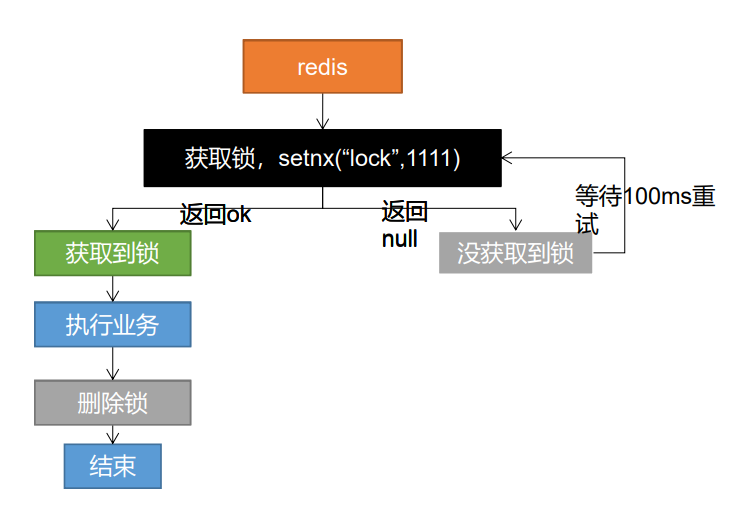 redis
获取锁，setnx(“lock”,1111)
返回ok
返回
null
等待100ms重
试
获取到锁
没获取到锁
执行业务
删除锁
结束